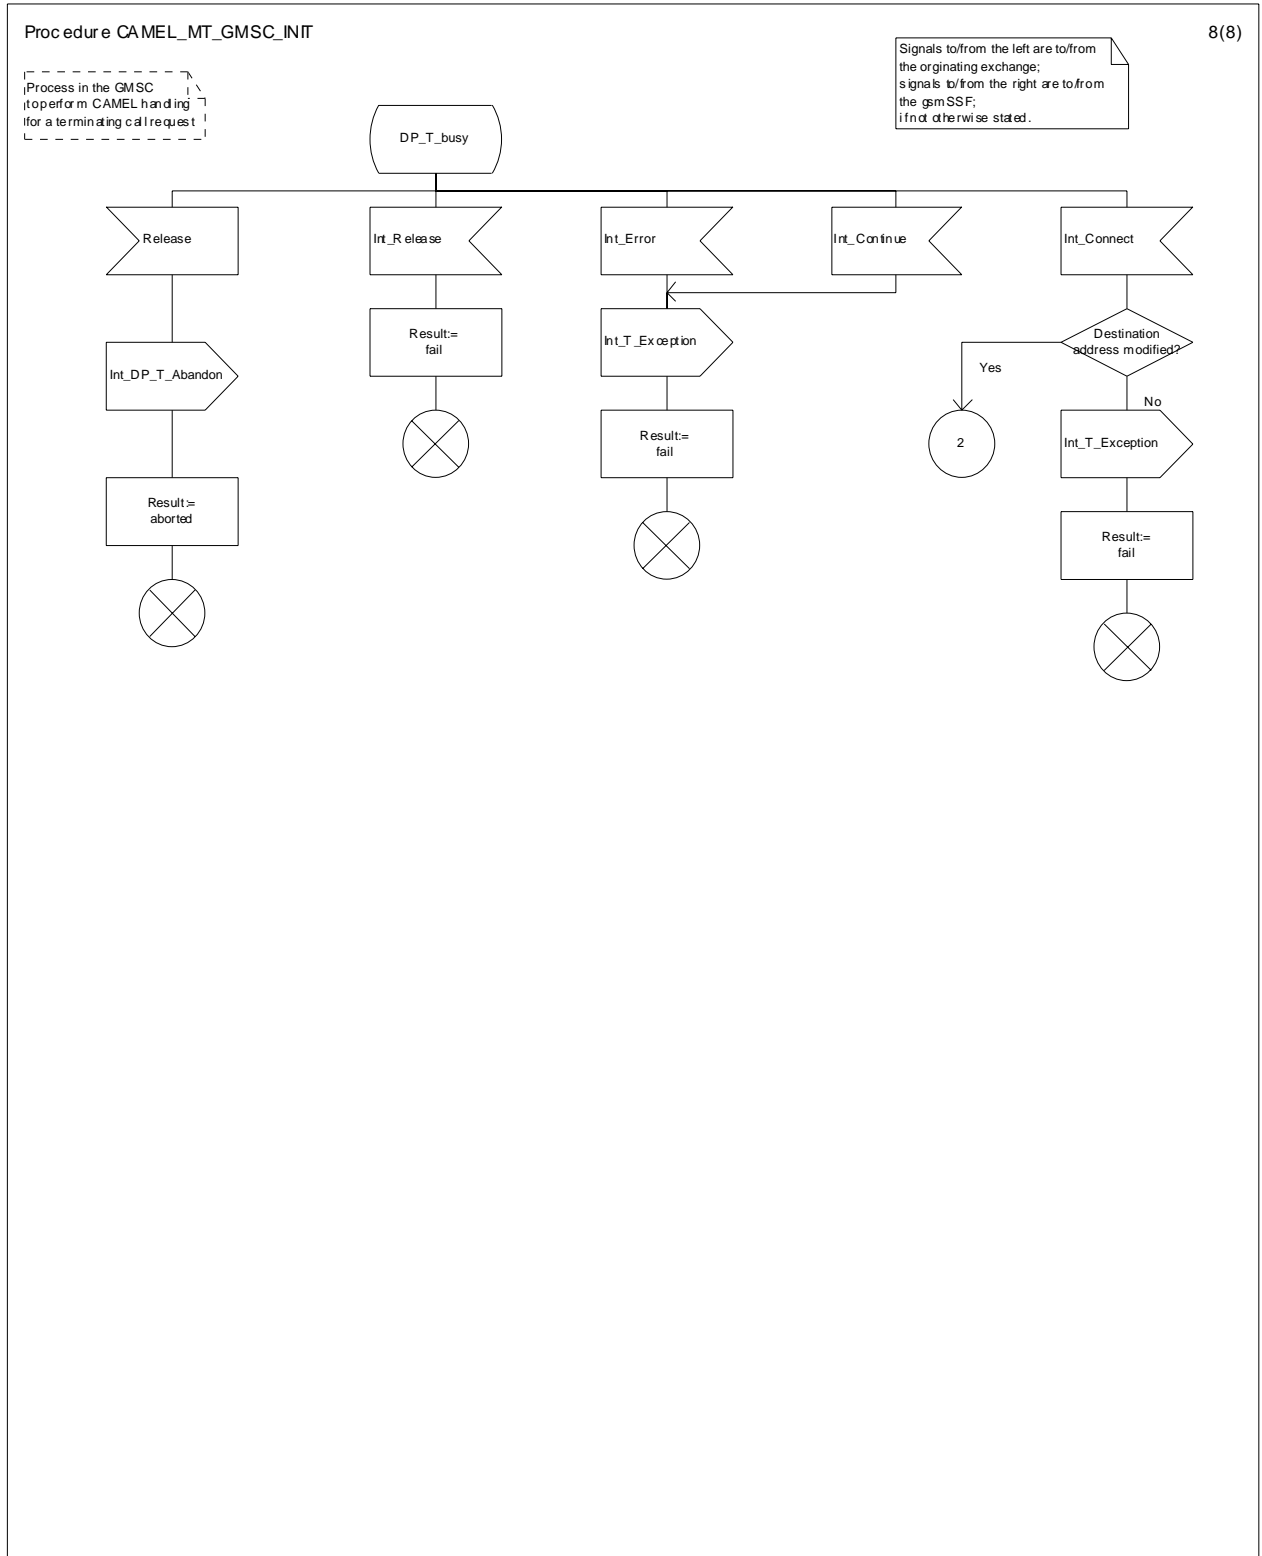 Procedure CAMEL_MT_GMSC_INIT
8(8)
Signals to/from the left are to/from
the orginating exchange;
signals to/from the right are to/from
the gsmSSF;
if not otherwise stated.
Process in the GMSC
to perform CAMEL handling
for a terminating call request
DP_T_busy
Release
Int_Release
Int_Error
Int_Continue
Int_Connect
Result:=
fail
Int_T_Exception
Destination
address modified?
Yes
No
Int_DP_T_Abandon
Result:=
fail
2
Int_T_Exception
Result:=
aborted
Result:=
fail